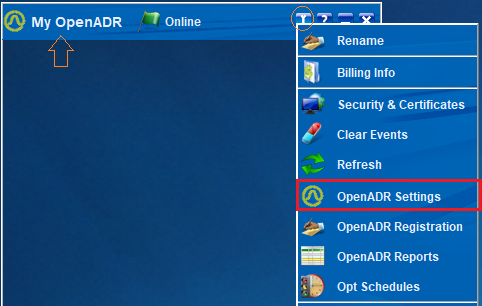 My OpenADR Online ?
Rename
Billing Info
Security & Certificates
Clear Events
Refresh
OpenADR Settings
OpenADR Registration
OpenADR Reports
Opt Schedules